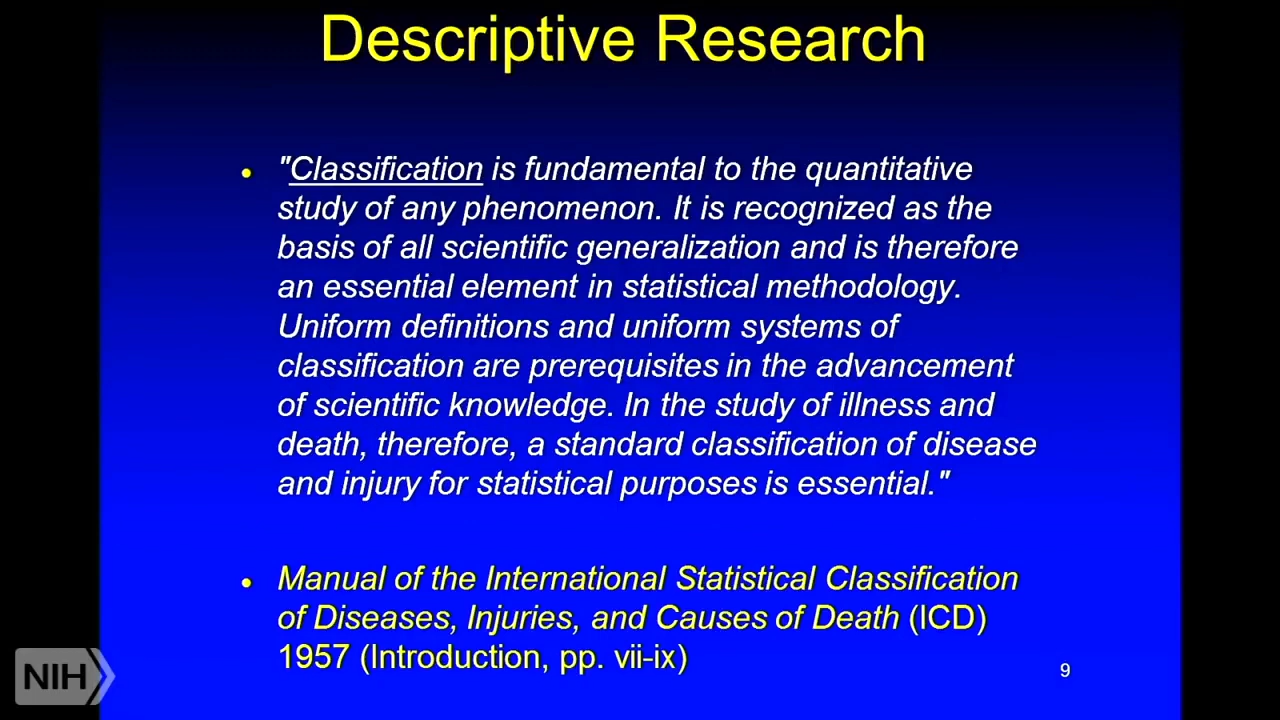 Descriptive Research
• "Classification is fundamental to the quantitative
study of any phenomenon. It is recognized as the
basis of all scientific generalization and is therefore
an essential element in statistical methodology.
Uniform definitions and uniform systems of
classification are prerequisites in the advancement
of scientific knowledge. In the study of illness and
death, therefore, a standard classification of disease
and injury for statistical purposes is essential."
• Manual of the International Statistical Classification
of Diseases, Injuries, and Causes of Death (ICD)
1957 (Introduction, pp. vii-ix)
NIH
9